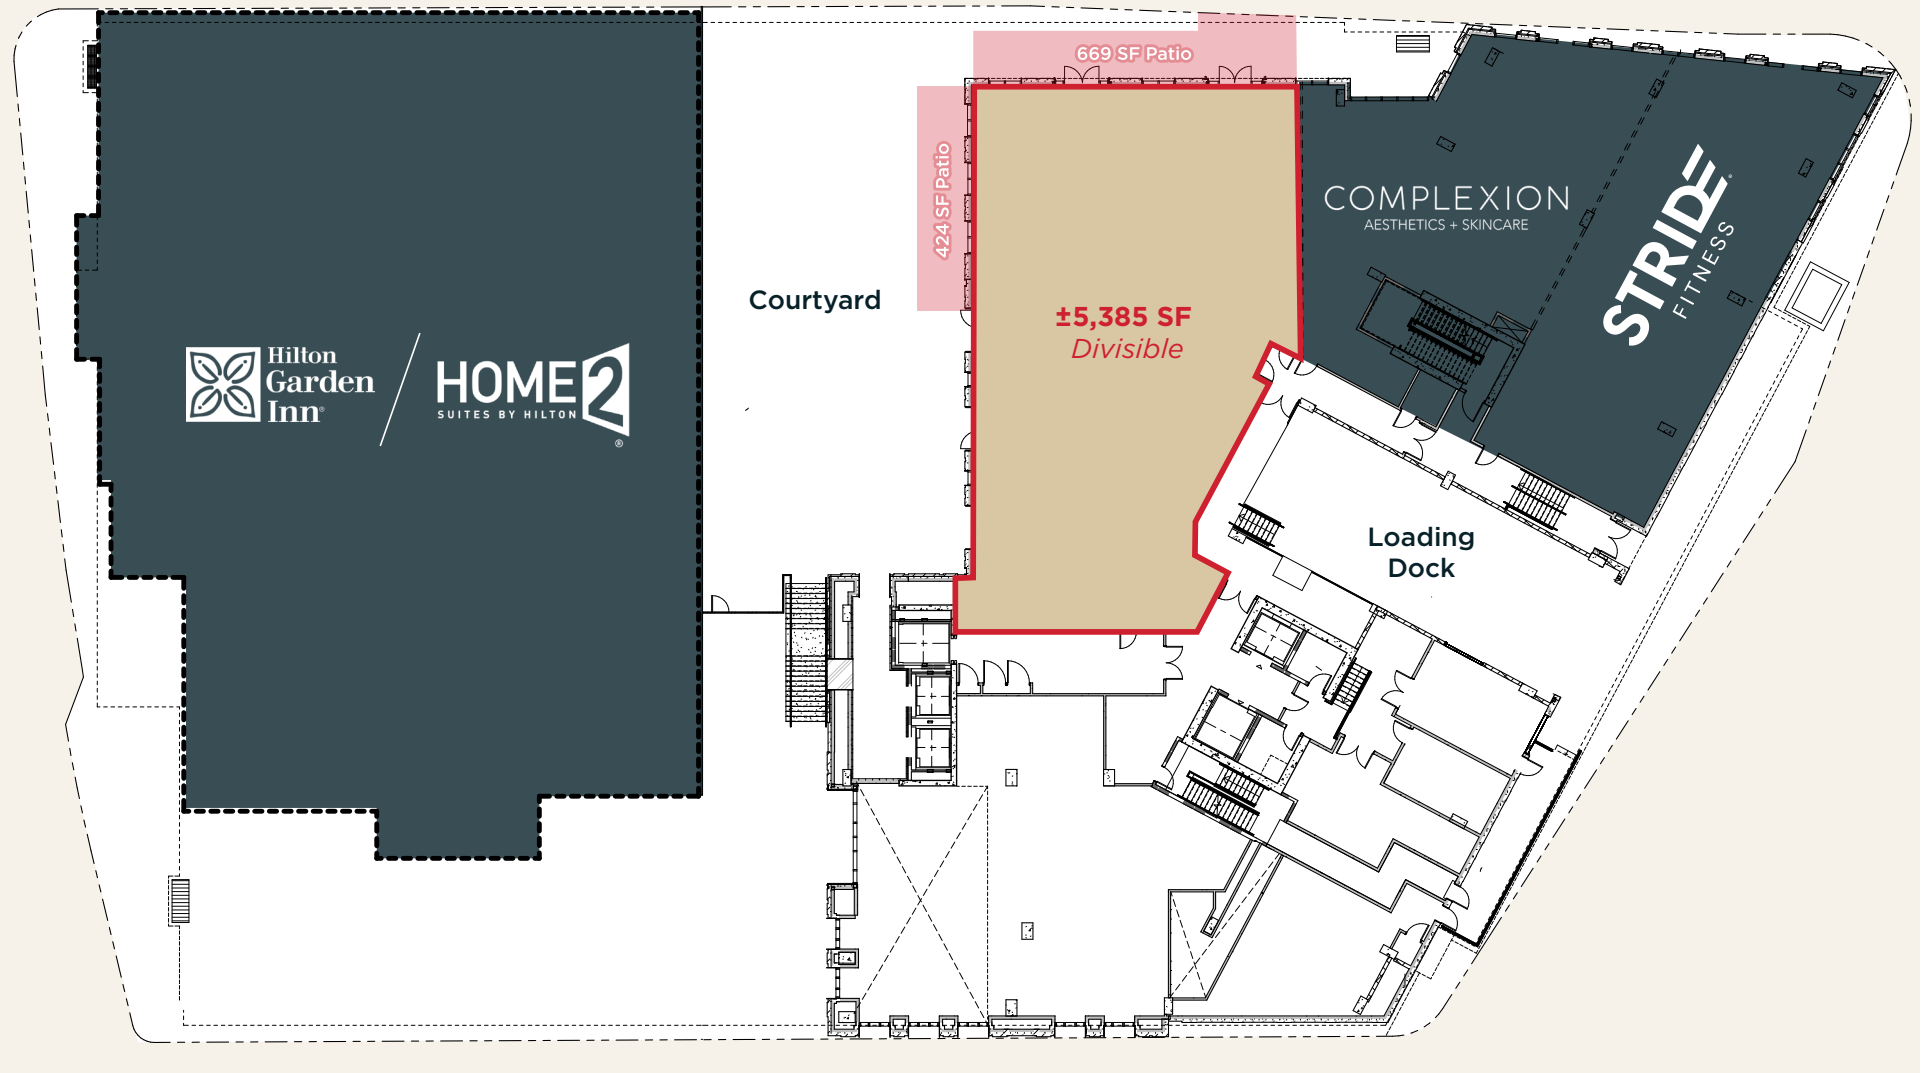 669 SF Patio
424 SF Patio
COMPLEXION
AESTHETICS + SKINCARE
STRIDE
FITNESS
Courtyard
±5,385 SF
Divisible
Hilton
Garden
Inn®
HOME2
SUITES BY HILTON
®
Loading
Dock